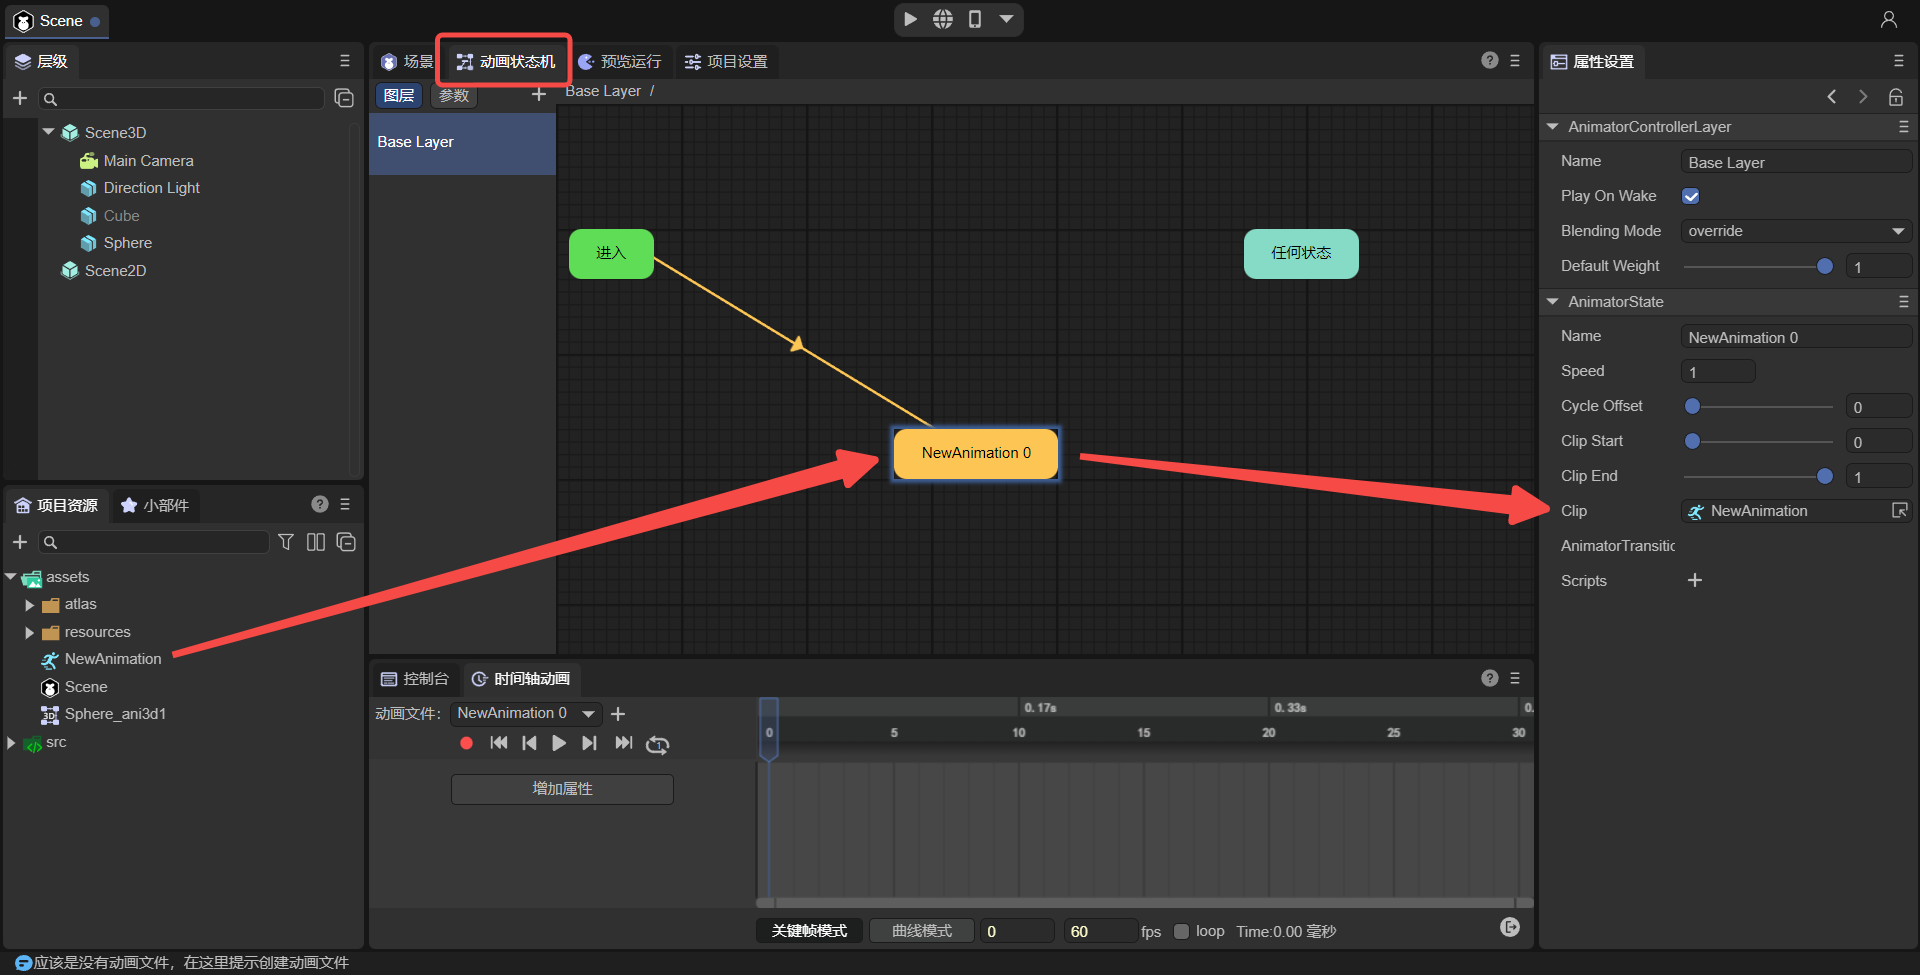 Scene
层级
Scene3D
Main Camera
Direction Light
Cube
Sphere
Scene2D
项目资源
小部件
assets
atlas
resources
NewAnimation
Scene
Sphere_ani3d1
src
场景
动画状态机
预览运行
项目设置
图层
参数
Base Layer /
Base Layer
进入
任何状态
NewAnimation 0
控制台
时间轴动画
动画文件:
NewAnimation 0
增加属性
0.17s
0.33s
0.
0
5
10
15
20
25
30
关键帧模式
曲线模式
0
60
fps
loop
Time:0.00 毫秒
属性设置
AnimatorControllerLayer
Name
Base Layer
Play On Wake
Blending Mode
override
Default Weight
1
AnimatorState
Name
NewAnimation 0
Speed
1
Cycle Offset
0
Clip Start
0
Clip End
1
Clip
NewAnimation
AnimatorTransitic
Scripts
应该是没有动画文件，在这里提示创建动画文件